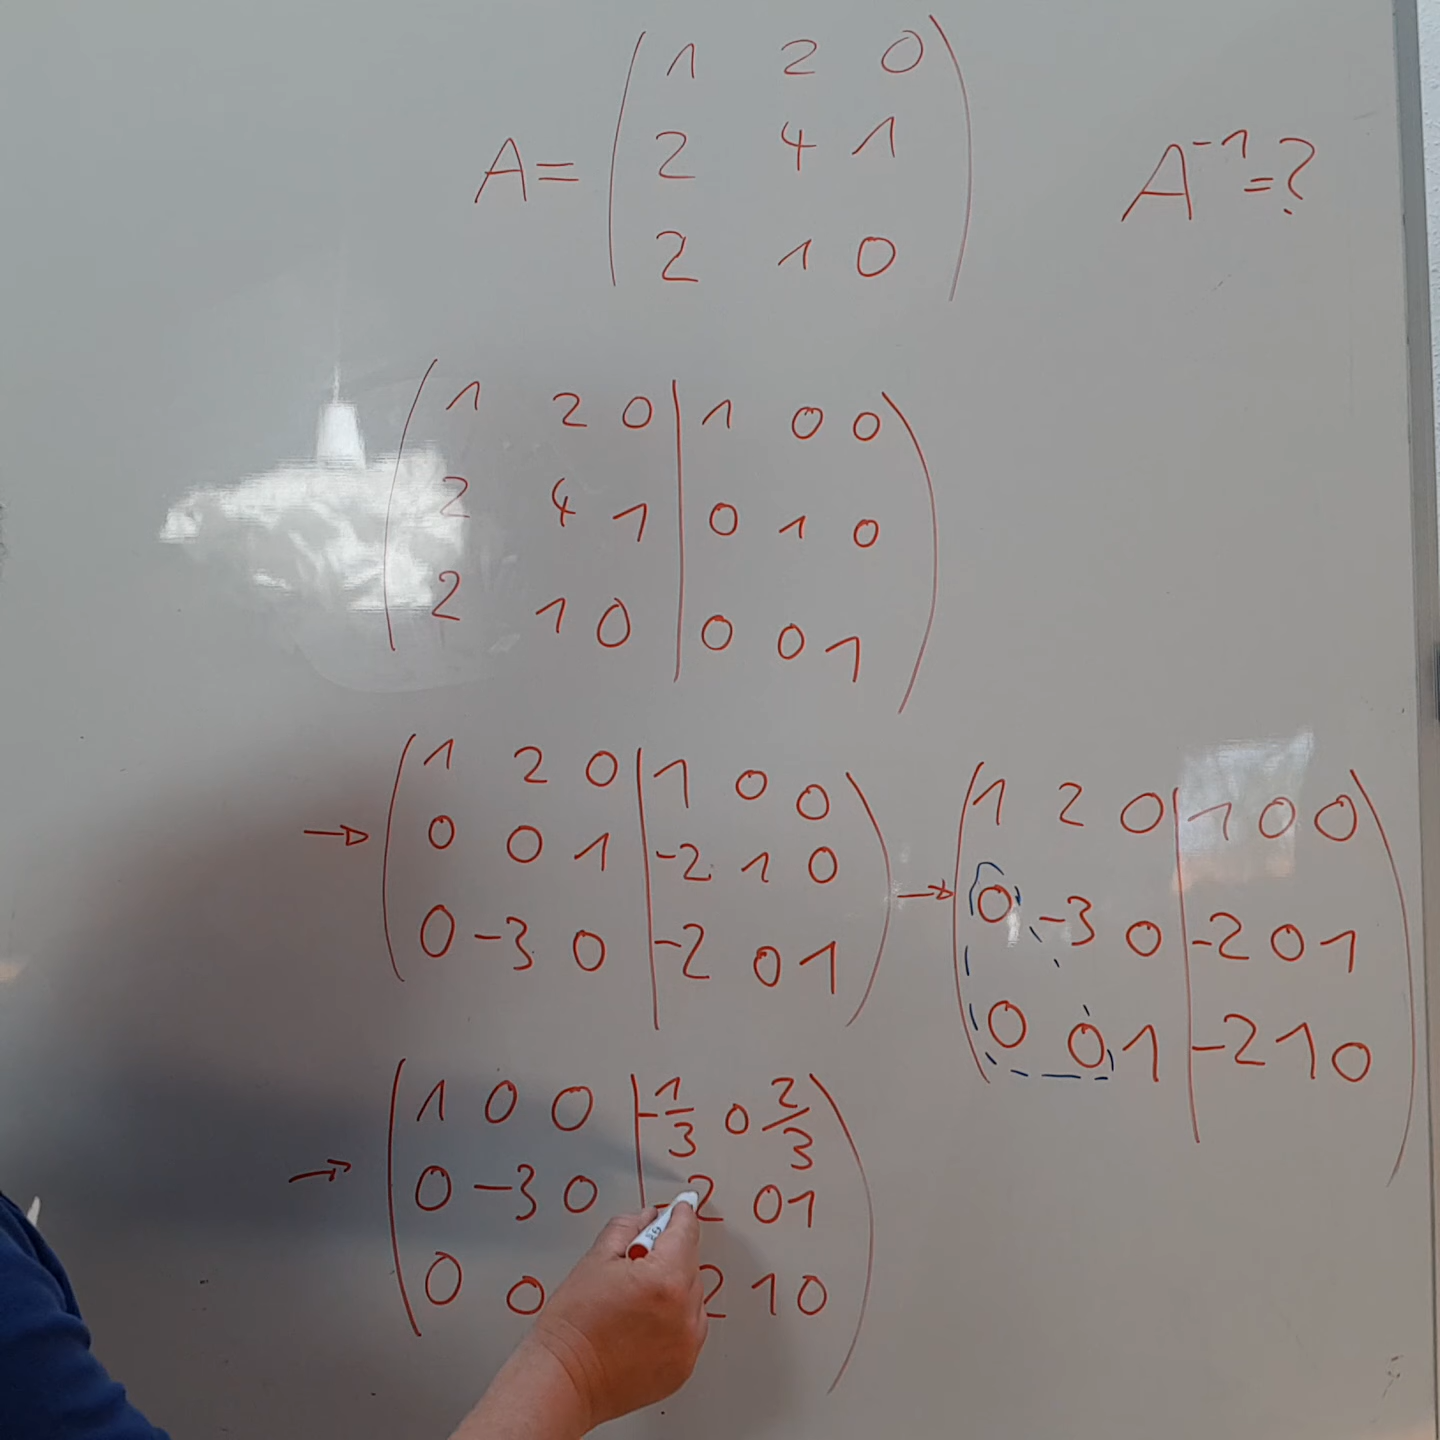 A = ( 1 2 0
2 4 1
2 1 0 )
A⁻¹ = ?
( 1 2 0 | 1 0 0
2 4 1 | 0 1 0
2 1 0 | 0 0 1 )
→ ( 1 2 0 | 1 0 0
0 0 1 | -2 1 0
0 -3 0 | -2 0 1 )
→ ( 1 2 0 | 1 0 0
0 -3 0 | -2 0 1
0 0 1 | -2 1 0 )
→ ( 1 0 0 | -1/3 0 2/3
0 -3 0 | -2 0 1
0 0 2 1 0 )